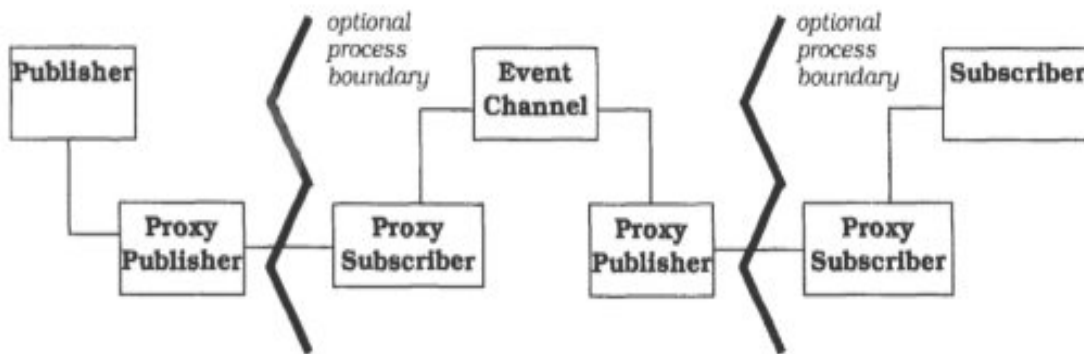 optional
process
boundary
optional
process
boundary
Publisher
Event
Channel
Subscriber
Proxy
Publisher
Proxy
Subscriber
Proxy
Publisher
Proxy
Subscriber